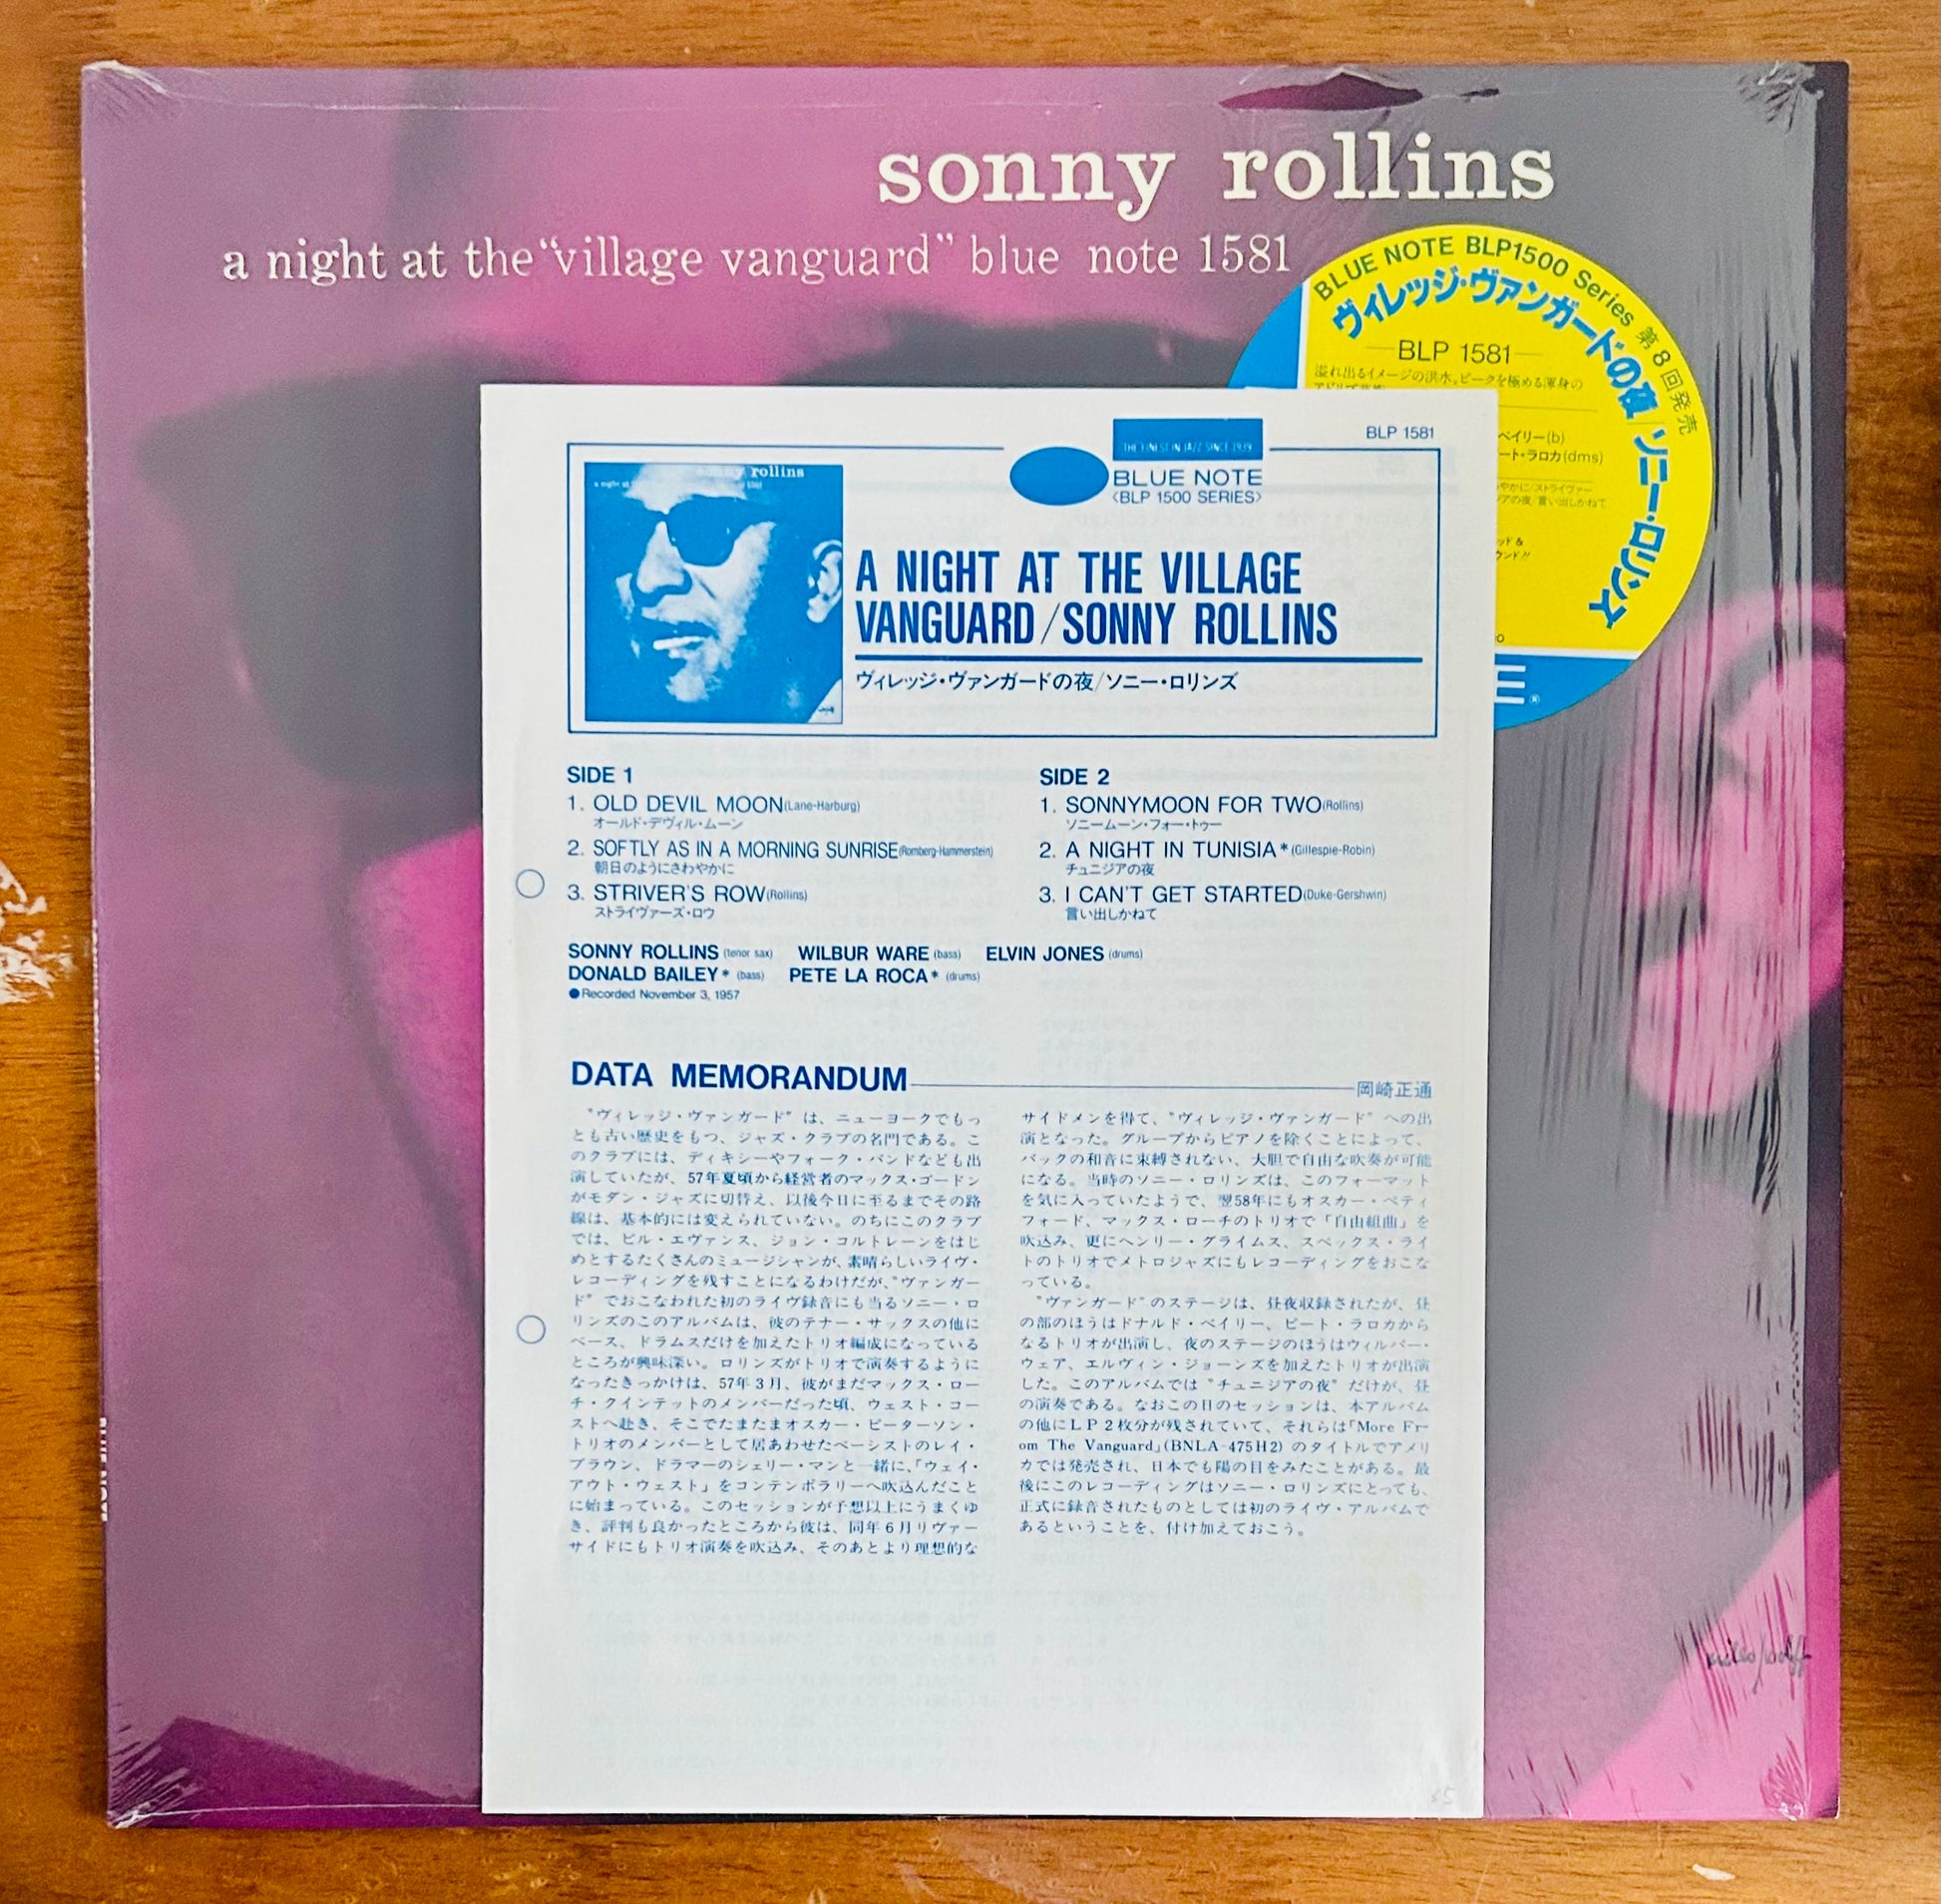 sonny rollins
a night at the “village vanguard” blue note 1581
BLUE NOTE BLP1500 Series 第8回発売
ヴィレッジ・ヴァンガードの夜/ソニー・ロリンズ
BLP 1581
溢れ出るイメージの洪水。ピークを極める渾身の
ベイリー(b)
ート・ラロカ(dms)
やかに/ストライヴァー
アの夜/言い出しかねて
ッド&
ウンド!!
®
BLP 1581
THE FINEST IN JAZZ SINCE 1939
BLUE NOTE
〈BLP 1500 SERIES〉
sonny rollins
A NIGHT AT THE VILLAGE
VANGUARD/SONNY ROLLINS
ヴィレッジ・ヴァンガードの夜/ソニー・ロリンズ
SIDE 1
1. OLD DEVIL MOON(Lane-Harburg)
オールド・デヴィル・ムーン
2. SOFTLY AS IN A MORNING SUNRISE(Romberg-Hammerstein)
朝日のようにさわやかに
3. STRIVER'S ROW(Rollins)
ストライヴァーズ・ロウ
SIDE 2
1. SONNYMOON FOR TWO(Rollins)
ソニームーン・フォー・トゥー
2. A NIGHT IN TUNISIA*(Gillespie-Robin)
チュニジアの夜
3. I CAN'T GET STARTED(Duke-Gershwin)
言い出しかねて
SONNY ROLLINS (tenor sax) WILBUR WARE (bass) ELVIN JONES (drums)
DONALD BAILEY* (bass) PETE LA ROCA* (drums)
●Recorded November 3, 1957
DATA MEMORANDUM
岡崎正通
“ヴィレッジ・ヴァンガード”は、ニューヨークでもっ
とも古い歴史をもつ、ジャズ・クラブの名門である。こ
のクラブには、ディキシーやフォーク・バンドなども出
演していたが、57年夏頃から経営者のマックス・ゴードン
がモダン・ジャズに切替え、以後今日に至るまでその路
線は、基本的には変えられていない。のちにこのクラブ
では、ビル・エヴァンス、ジョン・コルトレーンをはじ
めとするたくさんのミュージシャンが、素晴らしいライヴ・
レコーディングを残すことになるわけだが、“ヴァンガー
ド”でおこなわれた初のライヴ録音にも当るソニー・ロ
リンズのこのアルバムは、彼のテナー・サックスの他に
ベース、ドラムスだけを加えたトリオ編成になっている
ところが興味深い。ロリンズがトリオで演奏するように
なったきっかけは、57年3月、彼がまだマックス・ロー
チ・クインテットのメンバーだった頃、ウェスト・コー
ストへ赴き、そこでたまたまオスカー・ピーターソン・
トリオのメンバーとして居あわせたベーシストのレイ・
ブラウン、ドラマーのシェリー・マンと一緒に、「ウェイ・
アウト・ウェスト」をコンテンポラリーへ吹込んだこと
に始まっている。このセッションが予想以上にうまくゆ
き、評判も良かったところから彼は、同年6月リヴァー
サイドにもトリオ演奏を吹込み、そのあとより理想的な
サイドメンを得て、“ヴィレッジ・ヴァンガード”への出
演となった。グループからピアノを除くことによって、
バックの和音に束縛されない、大胆で自由な吹奏が可能
になる。当時のソニー・ロリンズは、このフォーマット
を気に入っていたようで、翌58年にもオスカー・ペティ
フォード、マックス・ローチのトリオで「自由組曲」を
吹込み、更にヘンリー・グライムス、スペックス・ライ
トのトリオでメトロジャズにもレコーディングをおこな
っている。
“ヴァンガード”のステージは、昼夜収録されたが、昼
の部のほうはドナルド・ベイリー、ピート・ラロカから
なるトリオが出演し、夜のステージのほうはウィルバー・
ウェア、エルヴィン・ジョーンズを加えたトリオが出演
した。このアルバムでは“チュニジアの夜”だけが、昼
の演奏である。なおこの日のセッションは、本アルバム
の他にLP2枚分が残されていて、それらは「More Fr-
om The Vanguard」(BNLA-475H2)のタイトルでアメリ
カでは発売され、日本でも陽の目をみたことがある。最
後にこのレコーディングはソニー・ロリンズにとっても、
正式に録音されたものとしては初のライヴ・アルバムで
あるということを、付け加えておこう。